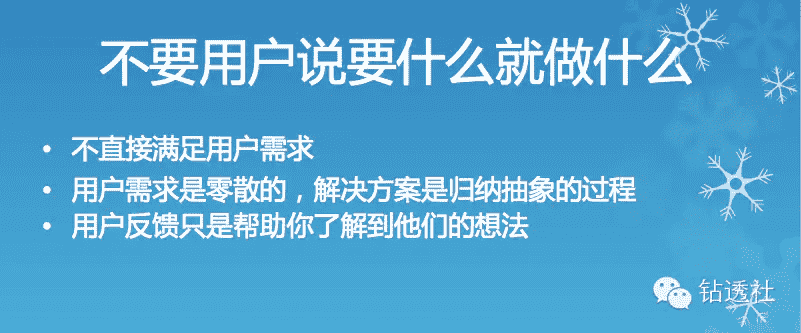 不要用户说要什么就做什么
• 不直接满足用户需求
• 用户需求是零散的，解决方案是归纳抽象的过程
• 用户反馈只是帮助你了解到他们的想法
钻透社